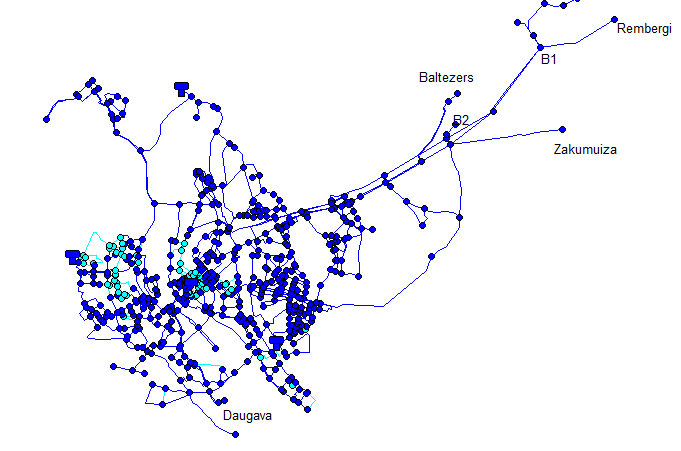 Rembergi
B1
Baltezers
B2
Zakumuiza
Daugava